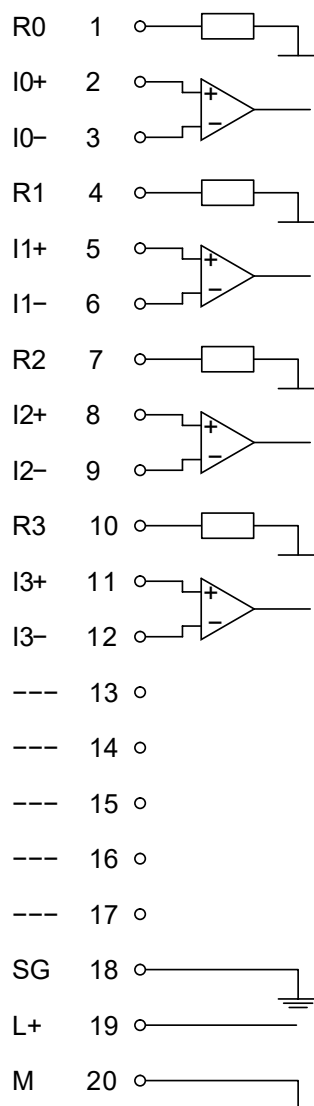 R0 1
I0+ 2
I0− 3
R1 4
I1+ 5
I1− 6
R2 7
I2+ 8
I2− 9
R3 10
I3+ 11
I3− 12
--- 13
--- 14
--- 15
--- 16
--- 17
SG 18
L+ 19
M 20